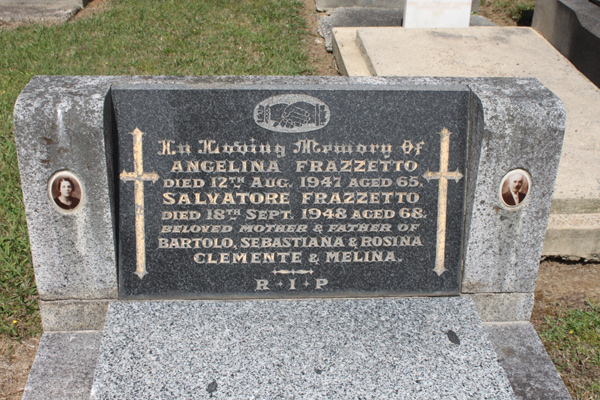 In Loving Memory Of
ANGELINA FRAZZETTO
DIED 12TH AUG. 1947 AGED 65.
SALVATORE FRAZZETTO
DIED 18TH SEPT. 1948 AGED 68.
BELOVED MOTHER & FATHER OF
BARTOLO, SEBASTIANA & ROSINA
CLEMENTE & MELINA.
R · I · P